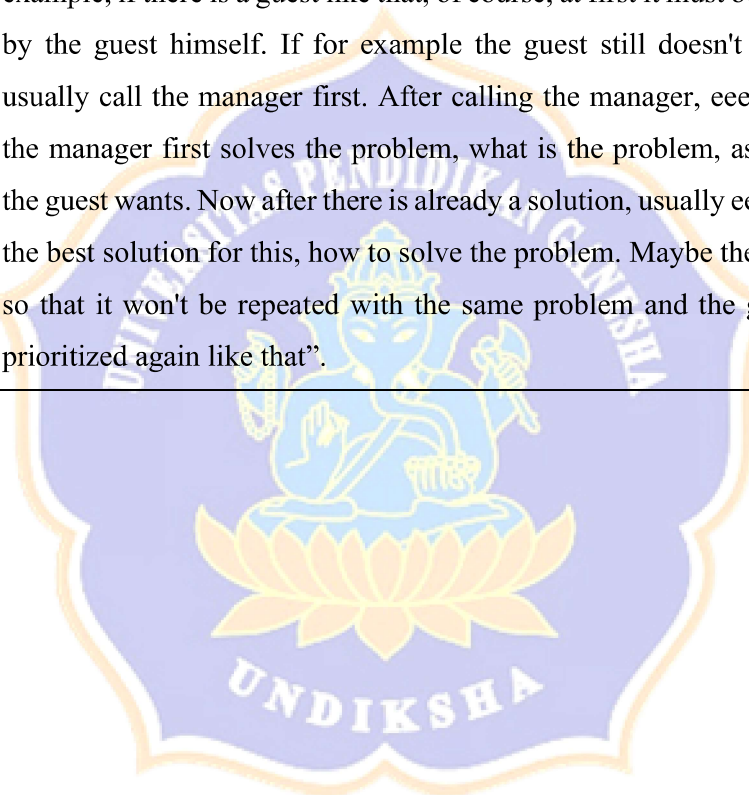 example, if there is a guest like that, of course, at first it must
by the guest himself. If for example the guest still doesn't
usually call the manager first. After calling the manager, eee
the manager first solves the problem, what is the problem, as
the guest wants. Now after there is already a solution, usually
the best solution for this, how to solve the problem. Maybe the
so that it won't be repeated with the same problem and the
prioritized again like that”.
UNIVERSITAS PENDIDIKAN GANESHA
UNDIKSHA